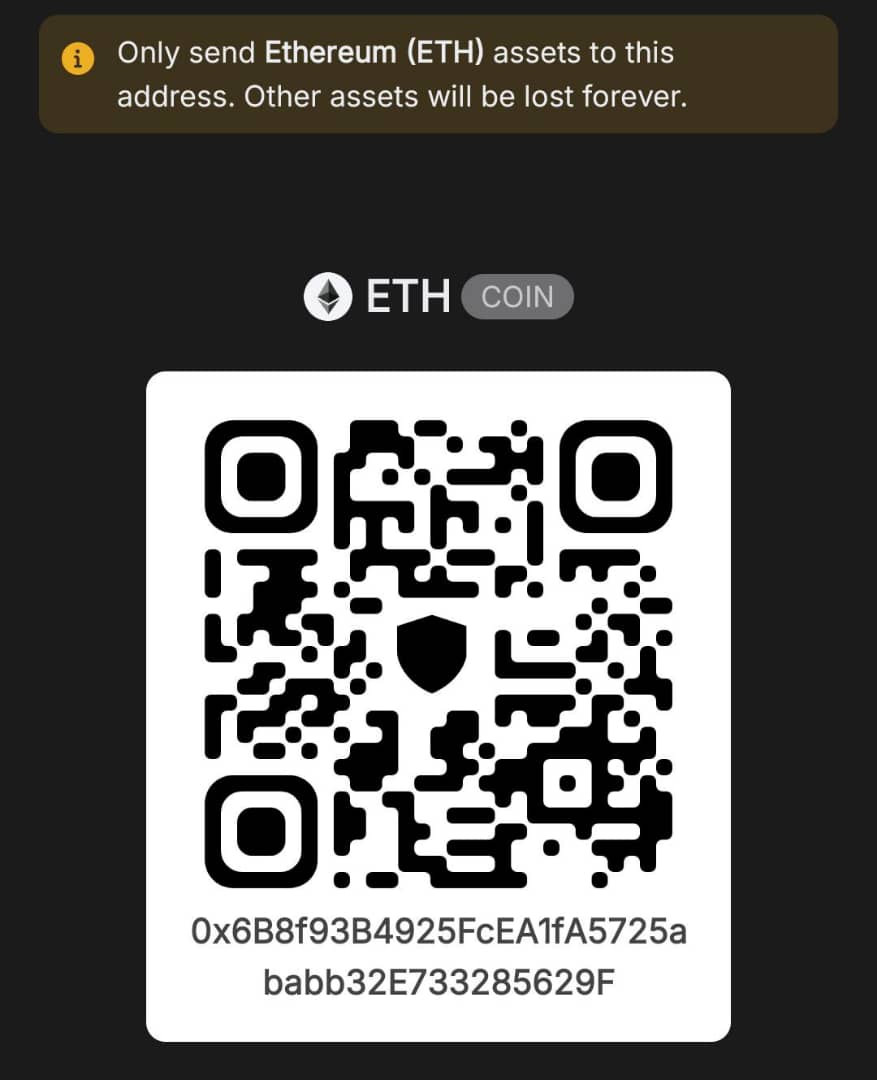 Only send Ethereum (ETH) assets to this
address. Other assets will be lost forever.
ETH COIN
0x6B8f93B4925FcEA1fA5725a
babb32E733285629F